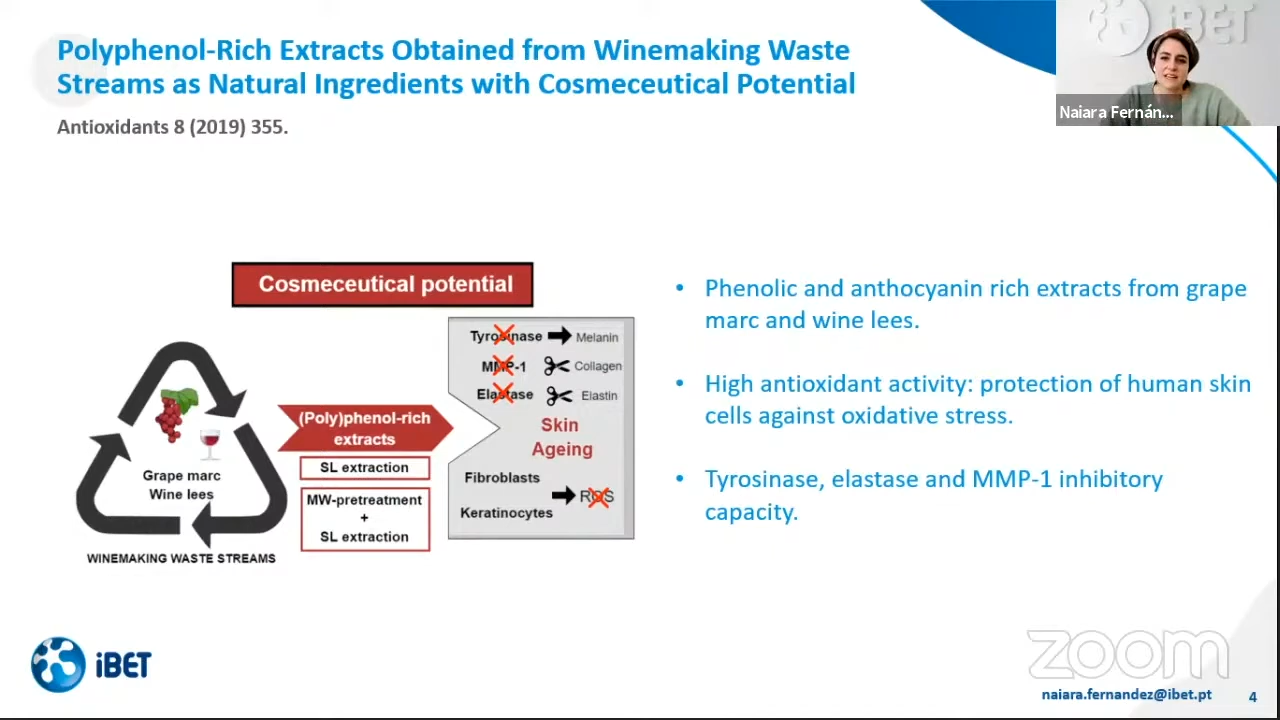 Polyphenol-Rich Extracts Obtained from Winemaking Waste
Streams as Natural Ingredients with Cosmeceutical Potential
Antioxidants 8 (2019) 355.
iBET
Naiara Fernán...
Cosmeceutical potential
Tyrosinase
Melanin
MMP-1
Collagen
Elastase
Elastin
Skin
Ageing
Fibroblasts
ROS
Keratinocytes
(Poly)phenol-rich
extracts
SL extraction
MW-pretreatment
+
SL extraction
Grape marc
Wine lees
WINEMAKING WASTE STREAMS
• Phenolic and anthocyanin rich extracts from grape
marc and wine lees.
• High antioxidant activity: protection of human skin
cells against oxidative stress.
• Tyrosinase, elastase and MMP-1 inhibitory
capacity.
iBET
zoom
naiara.fernandez@ibet.pt
4